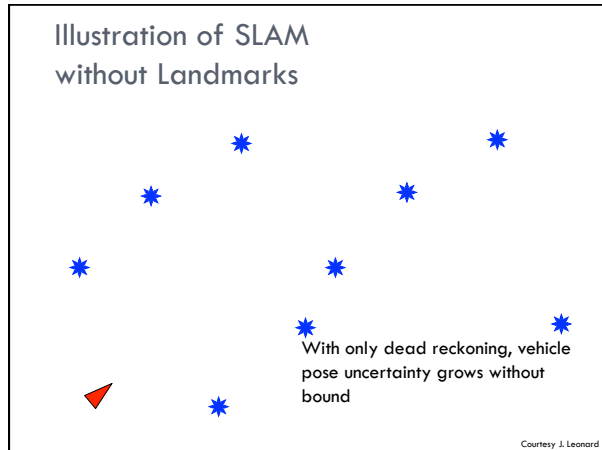 Illustration of SLAM
without Landmarks
With only dead reckoning, vehicle
pose uncertainty grows without
bound
Courtesy J. Leonard